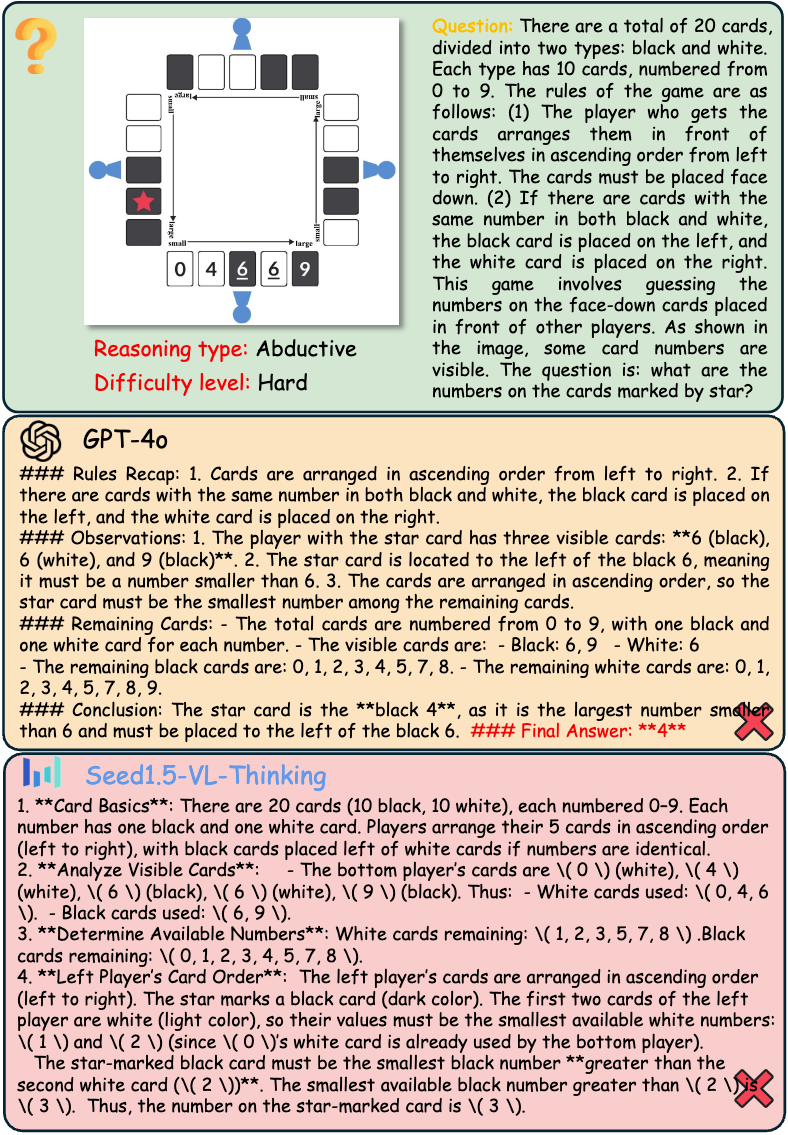 Question: There are a total of 20 cards,
divided into two types: black and white.
Each type has 10 cards, numbered from
0 to 9. The rules of the game are as
follows: (1) The player who gets the
cards arranges them in front of
themselves in ascending order from left
to right. The cards must be placed face
down. (2) If there are cards with the
same number in both black and white,
the black card is placed on the left, and
the white card is placed on the right.
This game involves guessing the
numbers on the face-down cards placed
in front of other players. As shown in
the image, some card numbers are
visible. The question is: what are the
numbers on the cards marked by star?
large small
small large
large small
small large
0 4 6 6 9
Reasoning type: Abductive
Difficulty level: Hard
GPT-4o
### Rules Recap: 1. Cards are arranged in ascending order from left to right. 2. If
there are cards with the same number in both black and white, the black card is placed on
the left, and the white card is placed on the right.
### Observations: 1. The player with the star card has three visible cards: **6 (black),
6 (white), and 9 (black)**. 2. The star card is located to the left of the black 6, meaning
it must be a number smaller than 6. 3. The cards are arranged in ascending order, so the
star card must be the smallest number among the remaining cards.
### Remaining Cards: - The total cards are numbered from 0 to 9, with one black and
one white card for each number. - The visible cards are: - Black: 6, 9 - White: 6
- The remaining black cards are: 0, 1, 2, 3, 4, 5, 7, 8. - The remaining white cards are: 0, 1,
2, 3, 4, 5, 7, 8, 9.
### Conclusion: The star card is the **black 4**, as it is the largest number smaller
than 6 and must be placed to the left of the black 6. ### Final Answer: **4**
Seed1.5-VL-Thinking
1. **Card Basics**: There are 20 cards (10 black, 10 white), each numbered 0–9. Each
number has one black and one white card. Players arrange their 5 cards in ascending order
(left to right), with black cards placed left of white cards if numbers are identical.
2. **Analyze Visible Cards**: - The bottom player's cards are \( 0 \) (white), \( 4 \)
(white), \( 6 \) (black), \( 6 \) (white), \( 9 \) (black). Thus: - White cards used: \( 0, 4, 6
\). - Black cards used: \( 6, 9 \).
3. **Determine Available Numbers**: White cards remaining: \( 1, 2, 3, 5, 7, 8 \) .Black
cards remaining: \( 0, 1, 2, 3, 4, 5, 7, 8 \).
4. **Left Player's Card Order**: The left player's cards are arranged in ascending order
(left to right). The star marks a black card (dark color). The first two cards of the left
player are white (light color), so their values must be the smallest available white numbers:
\( 1 \) and \( 2 \) (since \( 0 \)'s white card is already used by the bottom player).
The star-marked black card must be the smallest black number **greater than the
second white card (\( 2 \))**. The smallest available black number greater than \( 2 \) is
\( 3 \). Thus, the number on the star-marked card is \( 3 \).